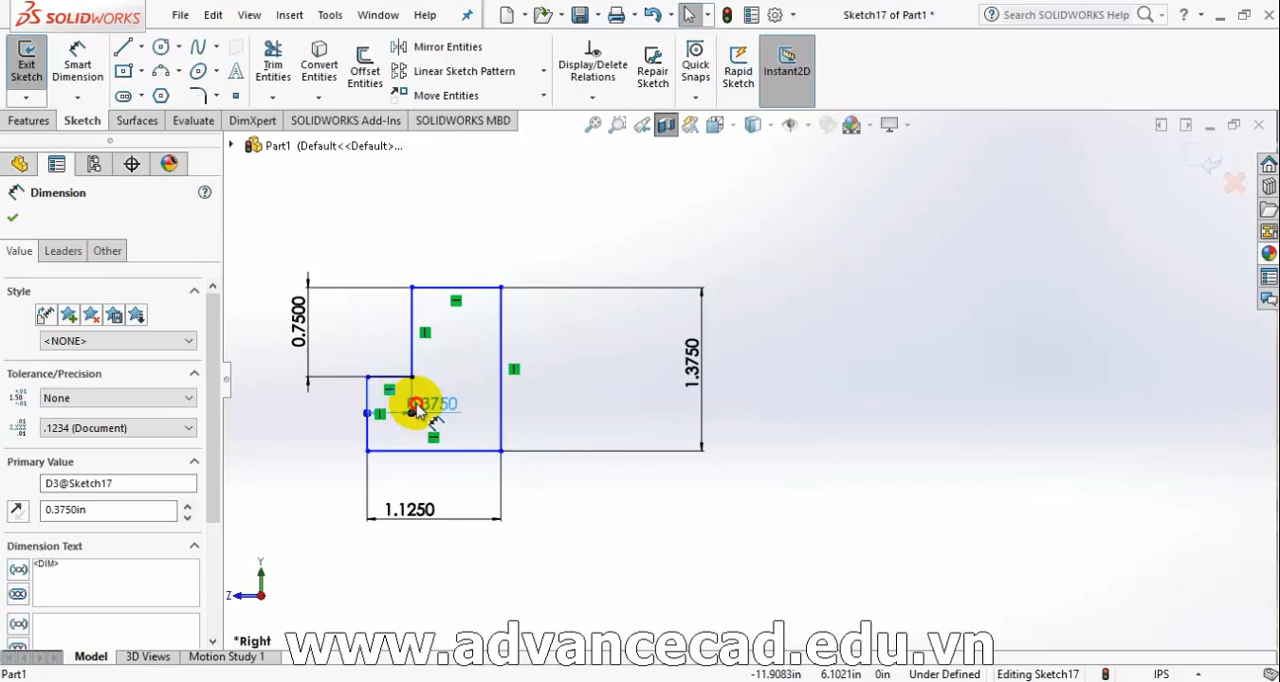 SOLIDWORKS
File Edit View Insert Tools Window Help
Sketch17 of Part1 *
Search SOLIDWORKS Help
Exit Sketch
Smart Dimension
Trim Entities
Convert Entities
Offset Entities
Mirror Entities
Linear Sketch Pattern
Move Entities
Display/Delete Relations
Repair Sketch
Quick Snaps
Rapid Sketch
Instant2D
Features Sketch Surfaces Evaluate DimXpert SOLIDWORKS Add-Ins SOLIDWORKS MBD
Part1 (Default<<Default>...
Dimension
Value Leaders Other
Style
<NONE>
Tolerance/Precision
None
.1234 (Document)
Primary Value
D3@Sketch17
0.3750in
Dimension Text
<DIM>
0.7500
1.3750
1.1250
Y
Z
*Right
www.advancecad.edu.vn
Model 3D Views Motion Study 1
Part1
-11.9083in 6.1021in 0in Under Defined Editing Sketch17 IPS